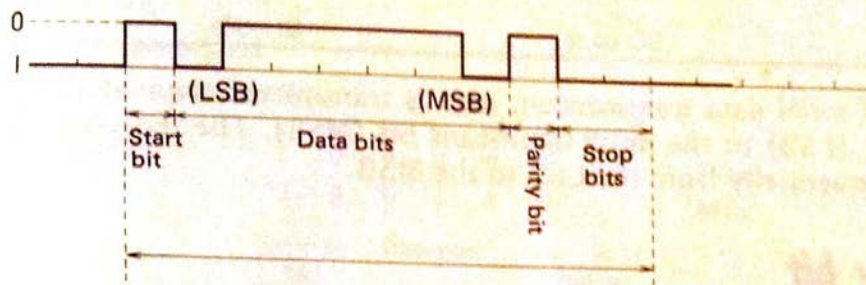 0
1
(LSB)
(MSB)
Start
bit
Data bits
Parity bit
Stop
bits